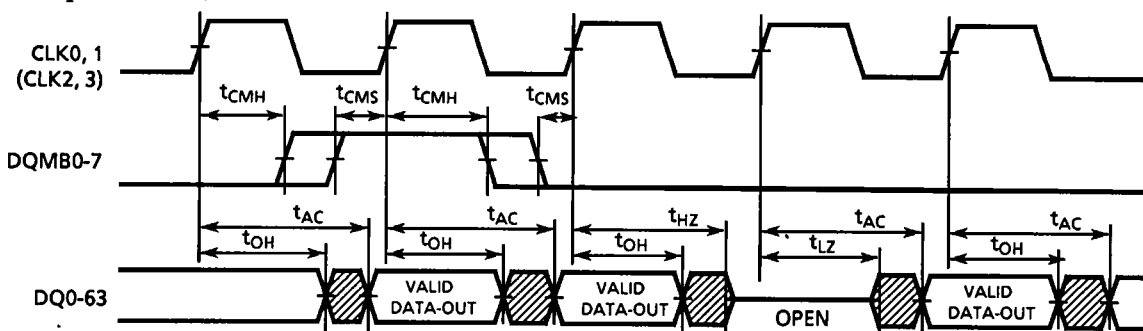 CLK0, 1
(CLK2, 3)
tCMH tCMS tCMH tCMS
DQMB0-7
tAC tAC tHZ tAC tAC
tOH tOH tOH tLZ tOH
DQ0-63
VALID DATA-OUT
VALID DATA-OUT
OPEN
VALID DATA-OUT